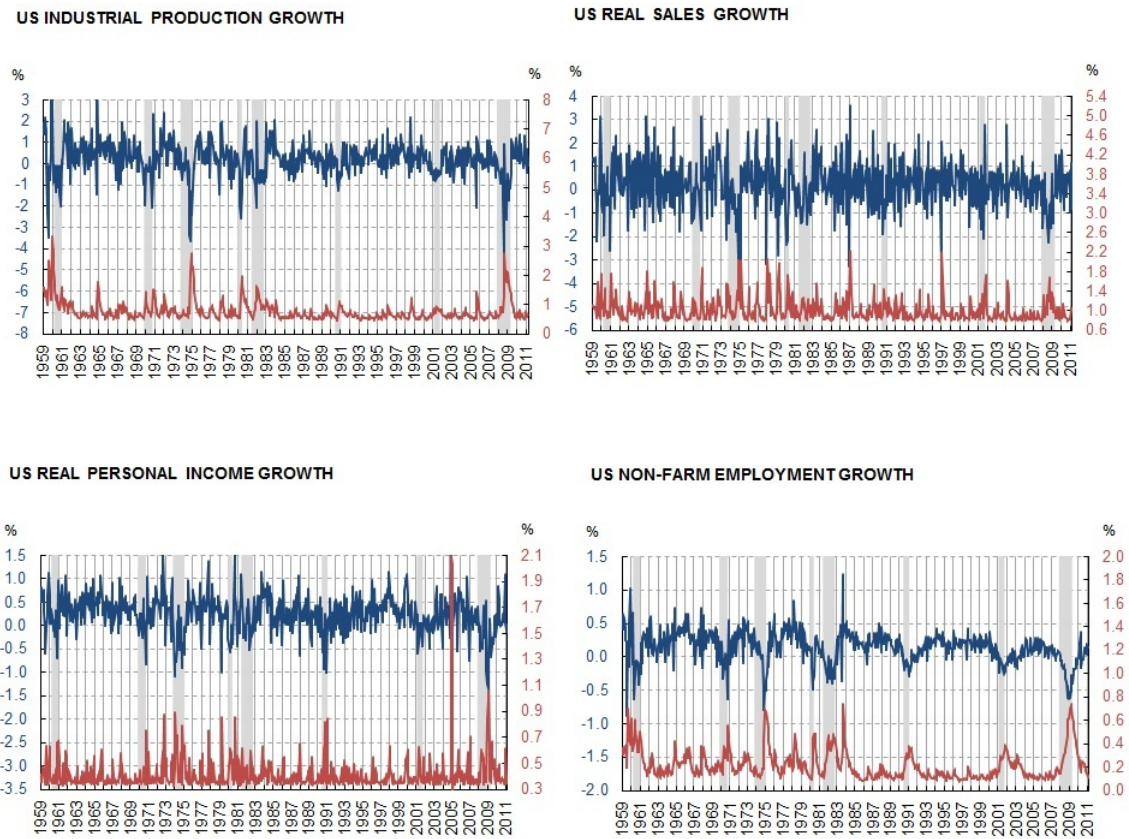 US INDUSTRIAL PRODUCTION GROWTH
US REAL SALES GROWTH
% % % %
3 8 4 5.4
2 7 3 5.0
1 6 2 4.6
0 5 1 4.2
-1 4 0 3.8
-2 3 -1 3.4
-3 2 -2 3.0
-4 1 -3 2.6
-5 0 -4 2.2
-6 -5 1.8
-7 -6 1.4
-8 1.0
0.6
1959 1961 1963 1965 1967 1969 1971 1973 1975 1977 1979 1981 1983 1985 1987 1989 1991 1993 1995 1997 1999 2001 2003 2005 2007 2009 2011
1959 1961 1963 1965 1967 1969 1971 1973 1975 1977 1979 1981 1983 1985 1987 1989 1991 1993 1995 1997 1999 2001 2003 2005 2007 2009 2011
US REAL PERSONAL INCOME GROWTH
US NON-FARM EMPLOYMENT GROWTH
% % % %
1.5 2.1 1.5 2.0
1.0 1.9 1.0 1.8
0.5 1.7 0.5 1.6
0.0 1.5 0.0 1.4
-0.5 1.3 -0.5 1.2
-1.0 1.1 -1.0 1.0
-1.5 0.9 -1.5 0.8
-2.0 0.7 -2.0 0.6
-2.5 0.5 0.4
-3.0 0.3 0.2
-3.5 0.0
1959 1961 1963 1965 1967 1969 1971 1973 1975 1977 1979 1981 1983 1985 1987 1989 1991 1993 1995 1997 1999 2001 2003 2005 2007 2009 2011
1959 1961 1963 1965 1967 1969 1971 1973 1975 1977 1979 1981 1983 1985 1987 1989 1991 1993 1995 1997 1999 2001 2003 2005 2007 2009 2011